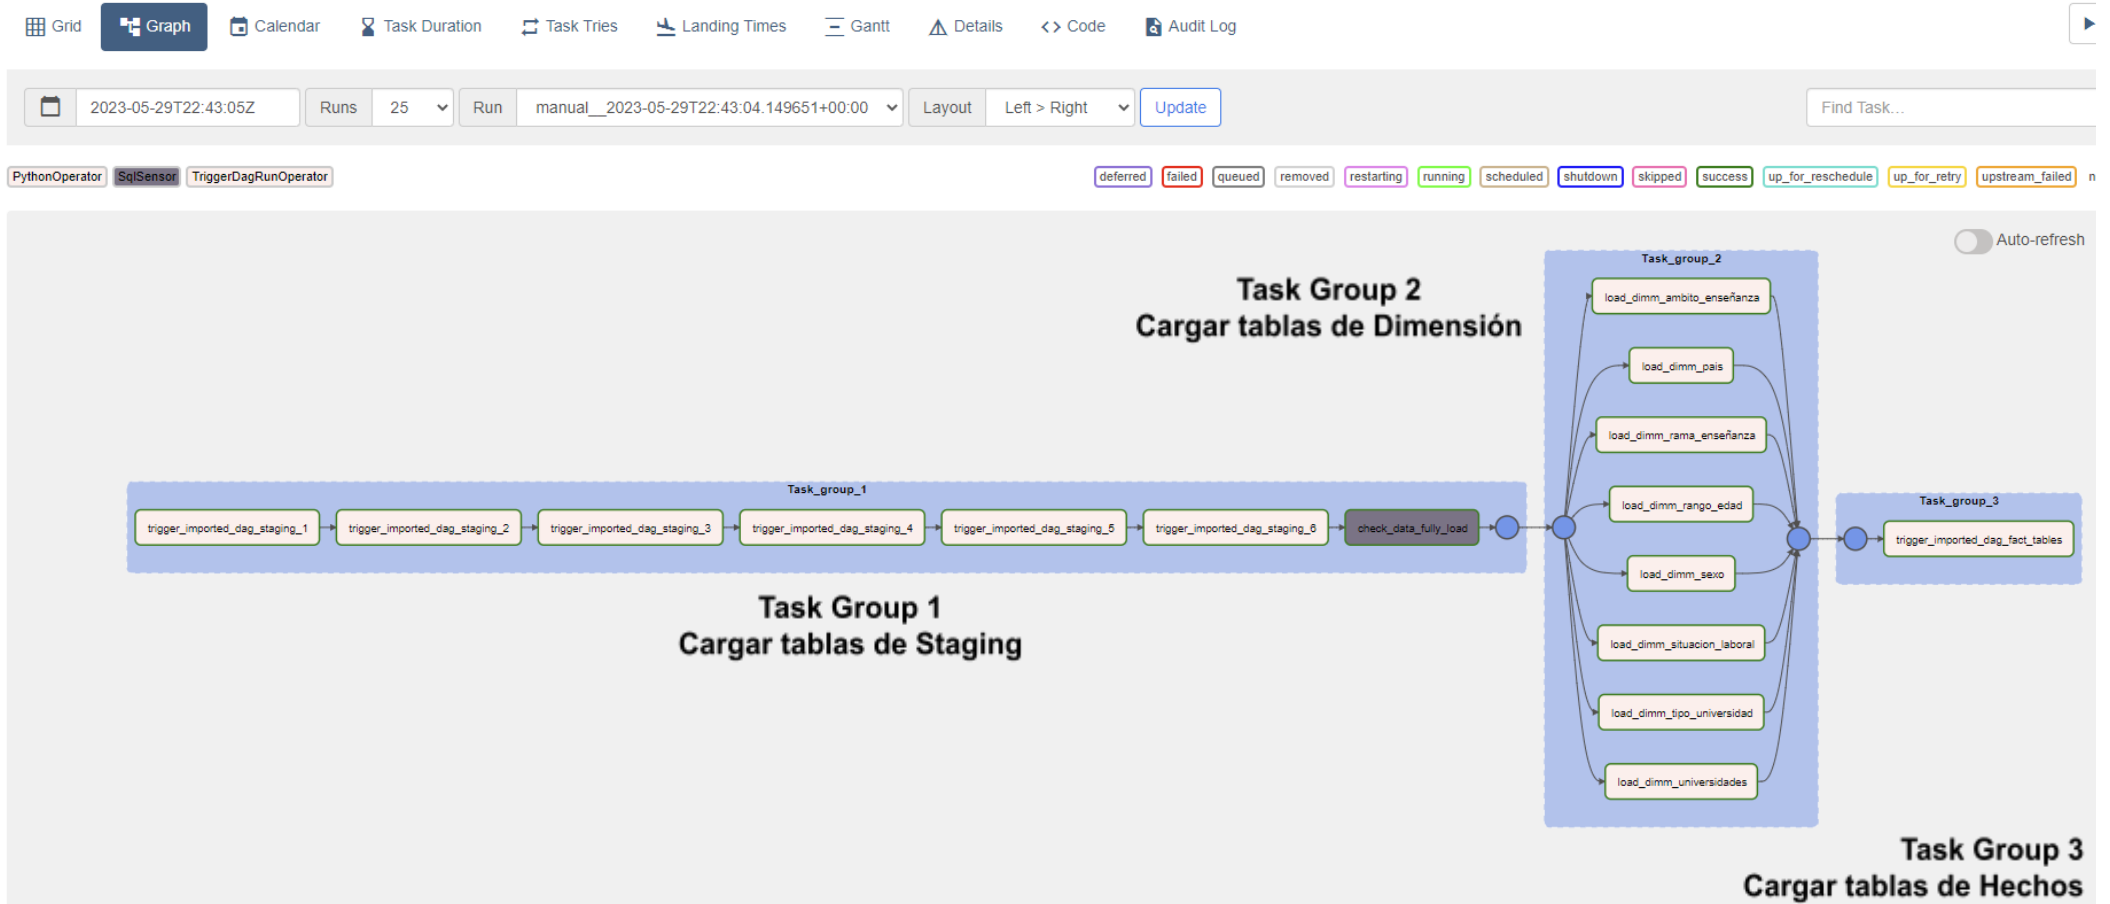 Grid Graph Calendar Task Duration Task Tries Landing Times Gantt Details Code Audit Log
2023-05-29T22:43:05Z Runs 25 Run manual__2023-05-29T22:43:04.149651+00:00 Layout Left > Right Update Find Task...
PythonOperator SqlSensor TriggerDagRunOperator deferred failed queued removed restarting running scheduled shutdown skipped success up_for_reschedule up_for_retry upstream_failed n
Auto-refresh
Task_group_2
Task Group 2
Cargar tablas de Dimensión
load_dimm_ambito_enseñanza
load_dimm_pais
load_dimm_rama_enseñanza
load_dimm_rango_edad
load_dimm_sexo
load_dimm_situacion_laboral
load_dimm_tipo_universidad
load_dimm_universidades
Task_group_1
trigger_imported_dag_staging_1 trigger_imported_dag_staging_2 trigger_imported_dag_staging_3 trigger_imported_dag_staging_4 trigger_imported_dag_staging_5 trigger_imported_dag_staging_6 check_data_fully_load
Task Group 1
Cargar tablas de Staging
Task_group_3
trigger_imported_dag_fact_tables
Task Group 3
Cargar tablas de Hechos